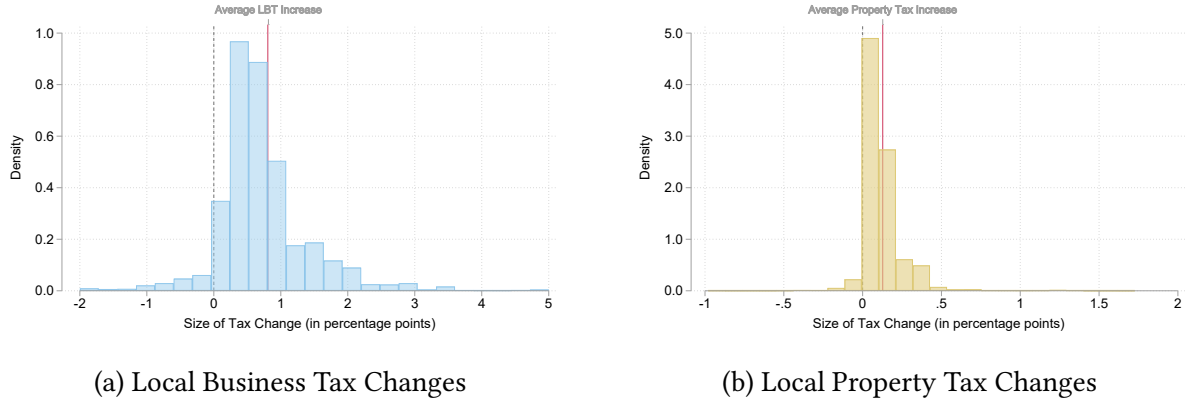 Average LBT Increase
1.0
0.8
0.6
0.4
0.2
0.0
Density
-2 -1 0 1 2 3 4 5
Size of Tax Change (in percentage points)
(a) Local Business Tax Changes
Average Property Tax Increase
5.0
4.0
3.0
2.0
1.0
0.0
Density
-1 -.5 0 .5 1 1.5 2
Size of Tax Change (in percentage points)
(b) Local Property Tax Changes